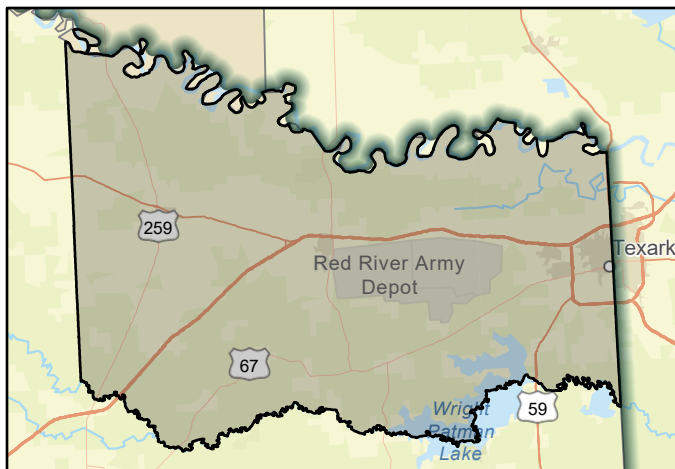 259
Texark
Red River Army
Depot
67
59
Wright
Patman
Lake